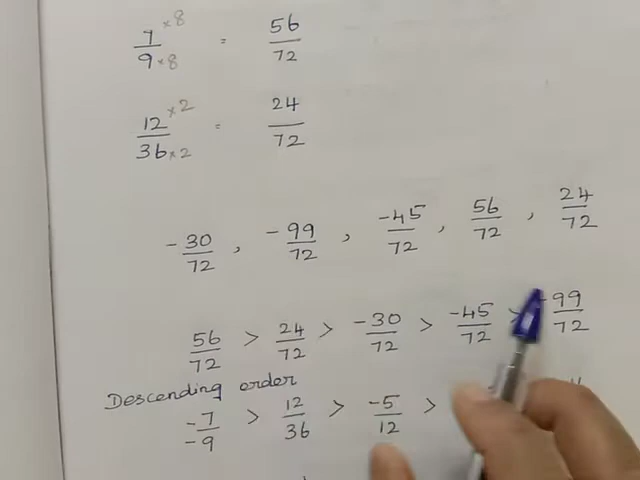 7/9 ×8 ×8 = 56/72
12/36 ×2 ×2 = 24/72
-30/72 , -99/72 , -45/72 , 56/72 , 24/72
56/72 > 24/72 > -30/72 > -45/72 > -99/72
Descending order
-7/-9 > 12/36 > -5/12 >